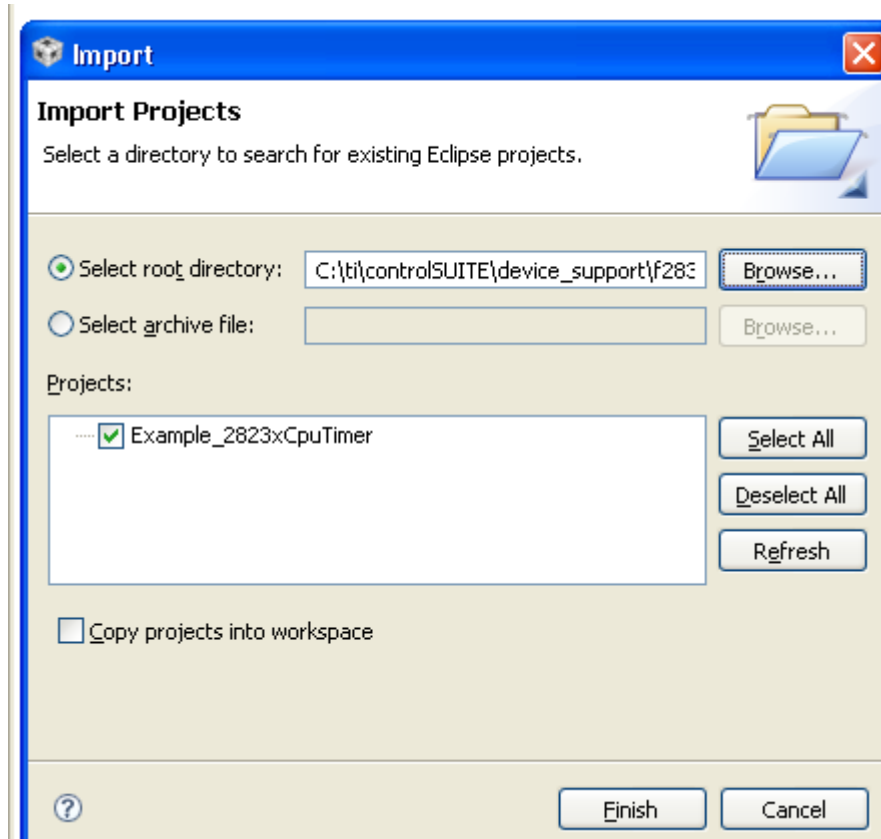 Import
Import Projects
Select a directory to search for existing Eclipse projects.
Select root directory: C:\ti\controlSUITE\device_support\f283 Browse...
Select archive file: Browse...
Projects:
Example_2823xCpuTimer
Select All
Deselect All
Refresh
Copy projects into workspace
? Finish Cancel